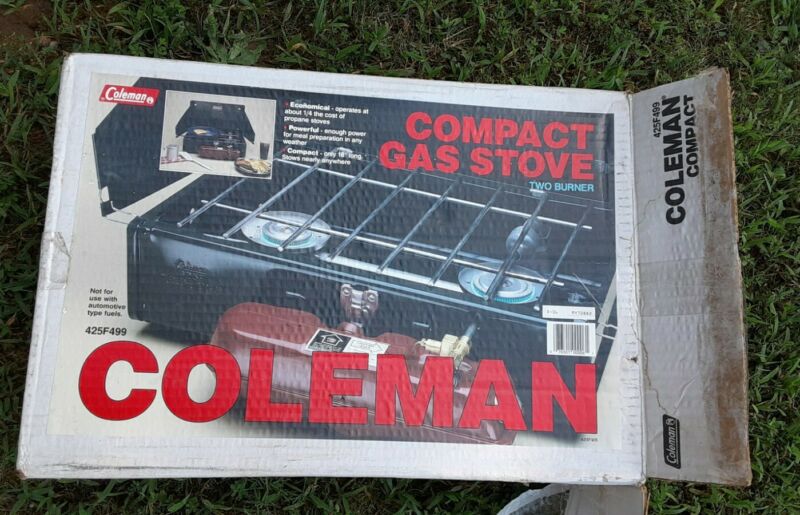 Coleman
• Economical - operates at
about 1/4 the cost of
propane stoves
• Powerful - enough power
for meal preparation in any
weather
• Compact - only 18" long
Stows nearly anywhere
COMPACT
GAS STOVE
TWO BURNER
Not for
use with
automotive
type fuels.
425F499
COLEMAN
425F499
COLEMAN®
COMPACT
Coleman